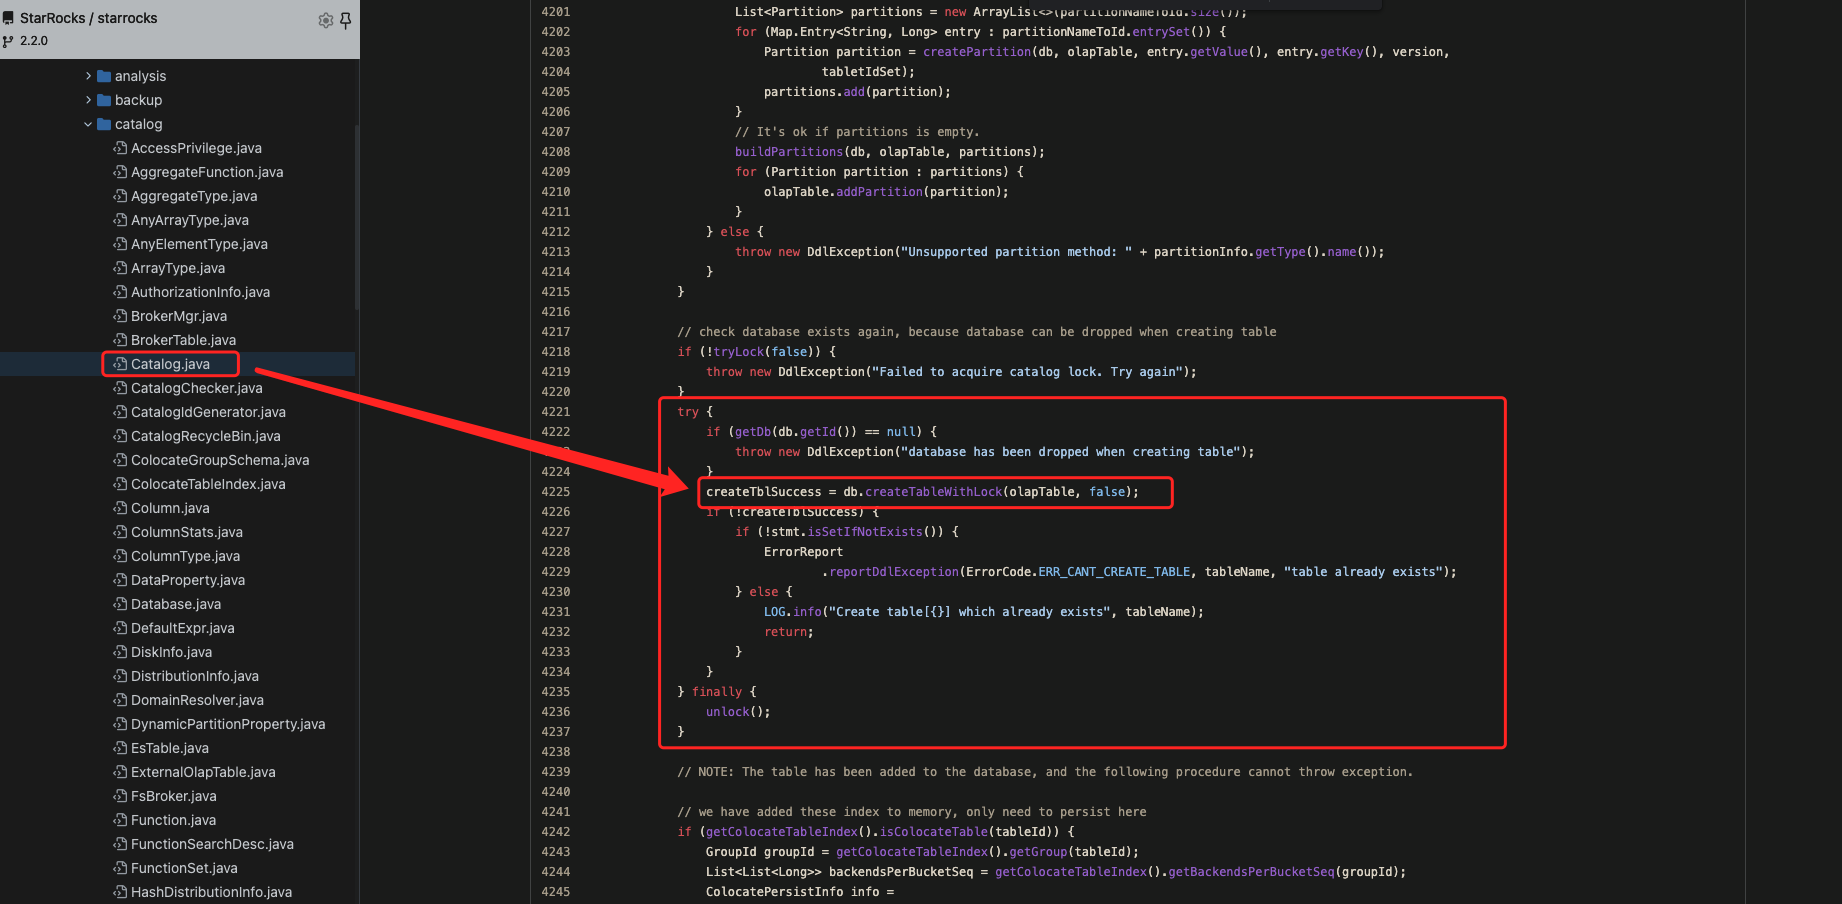 StarRocks / starrocks
2.2.0
analysis
backup
catalog
AccessPrivilege.java
AggregateFunction.java
AggregateType.java
AnyArrayType.java
AnyElementType.java
ArrayType.java
AuthorizationInfo.java
BrokerMgr.java
BrokerTable.java
Catalog.java
CatalogChecker.java
CatalogIdGenerator.java
CatalogRecycleBin.java
ColocateGroupSchema.java
ColocateTableIndex.java
Column.java
ColumnStats.java
ColumnType.java
DataProperty.java
Database.java
DefaultExpr.java
DiskInfo.java
DistributionInfo.java
DomainResolver.java
DynamicPartitionProperty.java
EsTable.java
ExternalOlapTable.java
FsBroker.java
Function.java
FunctionSearchDesc.java
FunctionSet.java
HashDistributionInfo.java
4201 List<Partition> partitions = new ArrayList<>(partitionNameToId.size());
4202 for (Map.Entry<String, Long> entry : partitionNameToId.entrySet()) {
4203 Partition partition = createPartition(db, olapTable, entry.getValue(), entry.getKey(), version,
4204 tabletIdSet);
4205 partitions.add(partition);
4206 }
4207 // It's ok if partitions is empty.
4208 buildPartitions(db, olapTable, partitions);
4209 for (Partition partition : partitions) {
4210 olapTable.addPartition(partition);
4211 }
4212 } else {
4213 throw new DdlException("Unsupported partition method: " + partitionInfo.getType().name());
4214 }
4215 }
4216
4217 // check database exists again, because database can be dropped when creating table
4218 if (!tryLock(false)) {
4219 throw new DdlException("Failed to acquire catalog lock. Try again");
4220 }
4221 try {
4222 if (getDb(db.getId()) == null) {
throw new DdlException("database has been dropped when creating table");
4224 }
4225 createTblSuccess = db.createTableWithLock(olapTable, false);
4226 if (!createTblSuccess) {
4227 if (!stmt.isSetIfNotExists()) {
4228 ErrorReport
4229 .reportDdlException(ErrorCode.ERR_CANT_CREATE_TABLE, tableName, "table already exists");
4230 } else {
4231 LOG.info("Create table[{}] which already exists", tableName);
4232 return;
4233 }
4234 }
4235 } finally {
4236 unlock();
4237 }
4238
4239 // NOTE: The table has been added to the database, and the following procedure cannot throw exception.
4240
4241 // we have added these index to memory, only need to persist here
4242 if (getColocateTableIndex().isColocateTable(tableId)) {
4243 GroupId groupId = getColocateTableIndex().getGroup(tableId);
4244 List<List<Long>> backendsPerBucketSeq = getColocateTableIndex().getBackendsPerBucketSeq(groupId);
4245 ColocatePersistInfo info =